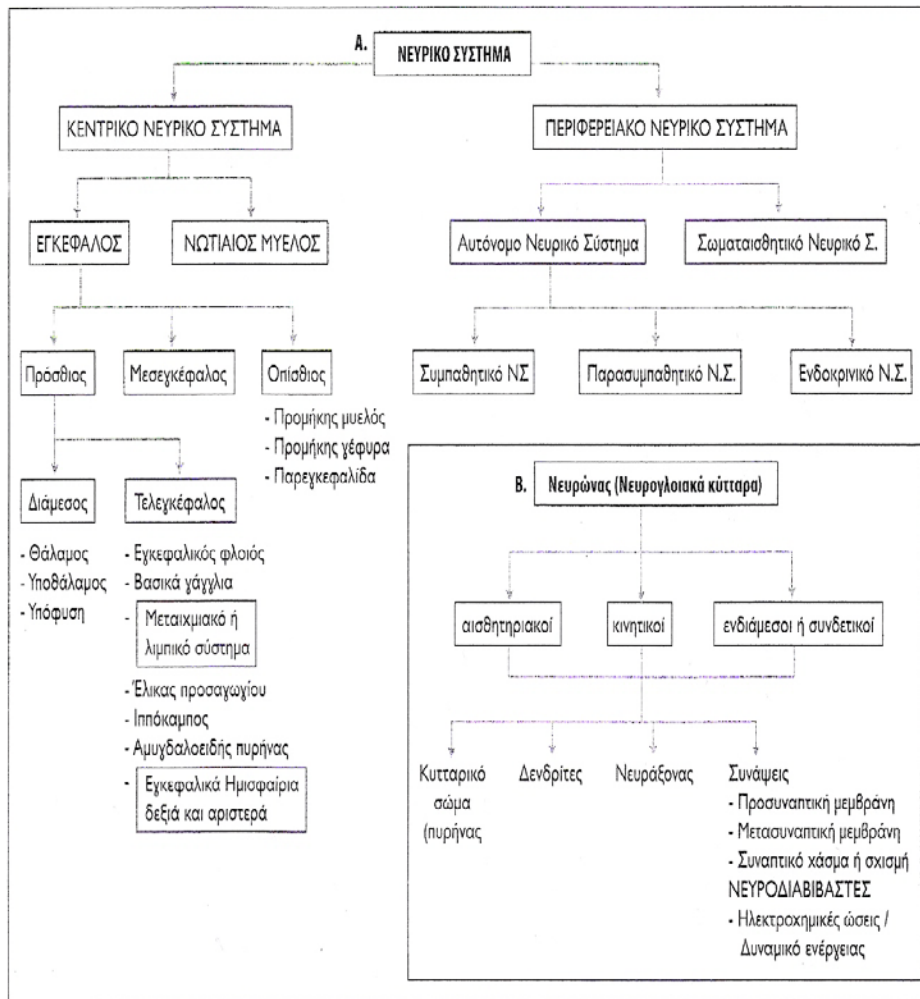 Α. ΝΕΥΡΙΚΟ ΣΥΣΤΗΜΑ
ΚΕΝΤΡΙΚΟ ΝΕΥΡΙΚΟ ΣΥΣΤΗΜΑ
ΠΕΡΙΦΕΡΕΙΑΚΟ ΝΕΥΡΙΚΟ ΣΥΣΤΗΜΑ
ΕΓΚΕΦΑΛΟΣ
ΝΩΤΙΑΙΟΣ ΜΥΕΛΟΣ
Αυτόνομο Νευρικό Σύστημα
Σωματαισθητικό Νευρικό Σ.
Πρόσθιος
Μεσεγκέφαλος
Οπίσθιος
- Προμήκης μυελός
- Προμήκης γέφυρα
- Παρεγκεφαλίδα
Συμπαθητικό ΝΣ
Παρασυμπαθητικό Ν.Σ.
Ενδοκρινικό Ν.Σ.
Διάμεσος
- Θάλαμος
- Υποθάλαμος
- Υπόφυση
Τελεγκέφαλος
- Εγκεφαλικός φλοιός
- Βασικά γάγγλια
- Μεταιχμιακό ή
λιμπικό σύστημα
- Έλικας προσαγωγίου
- Ιππόκαμπος
- Αμυγδαλοειδής πυρήνας
- Εγκεφαλικά Ημισφαίρια
δεξιά και αριστερά
Β. Νευρώνας (Νευρογλοιακά κύτταρα)
αισθητηριακοί
κινητικοί
ενδιάμεσοι ή συνδετικοί
Κυτταρικό
σώμα
(πυρήνας
Δενδρίτες
Νευράξονας
Συνάψεις
- Προσυναπτική μεμβράνη
- Μετασυναπτική μεμβράνη
- Συναπτικό χάσμα ή σχισμή
ΝΕΥΡΟΔΙΑΒΙΒΑΣΤΕΣ
- Ηλεκτροχημικές ώσεις /
Δυναμικό ενέργειας